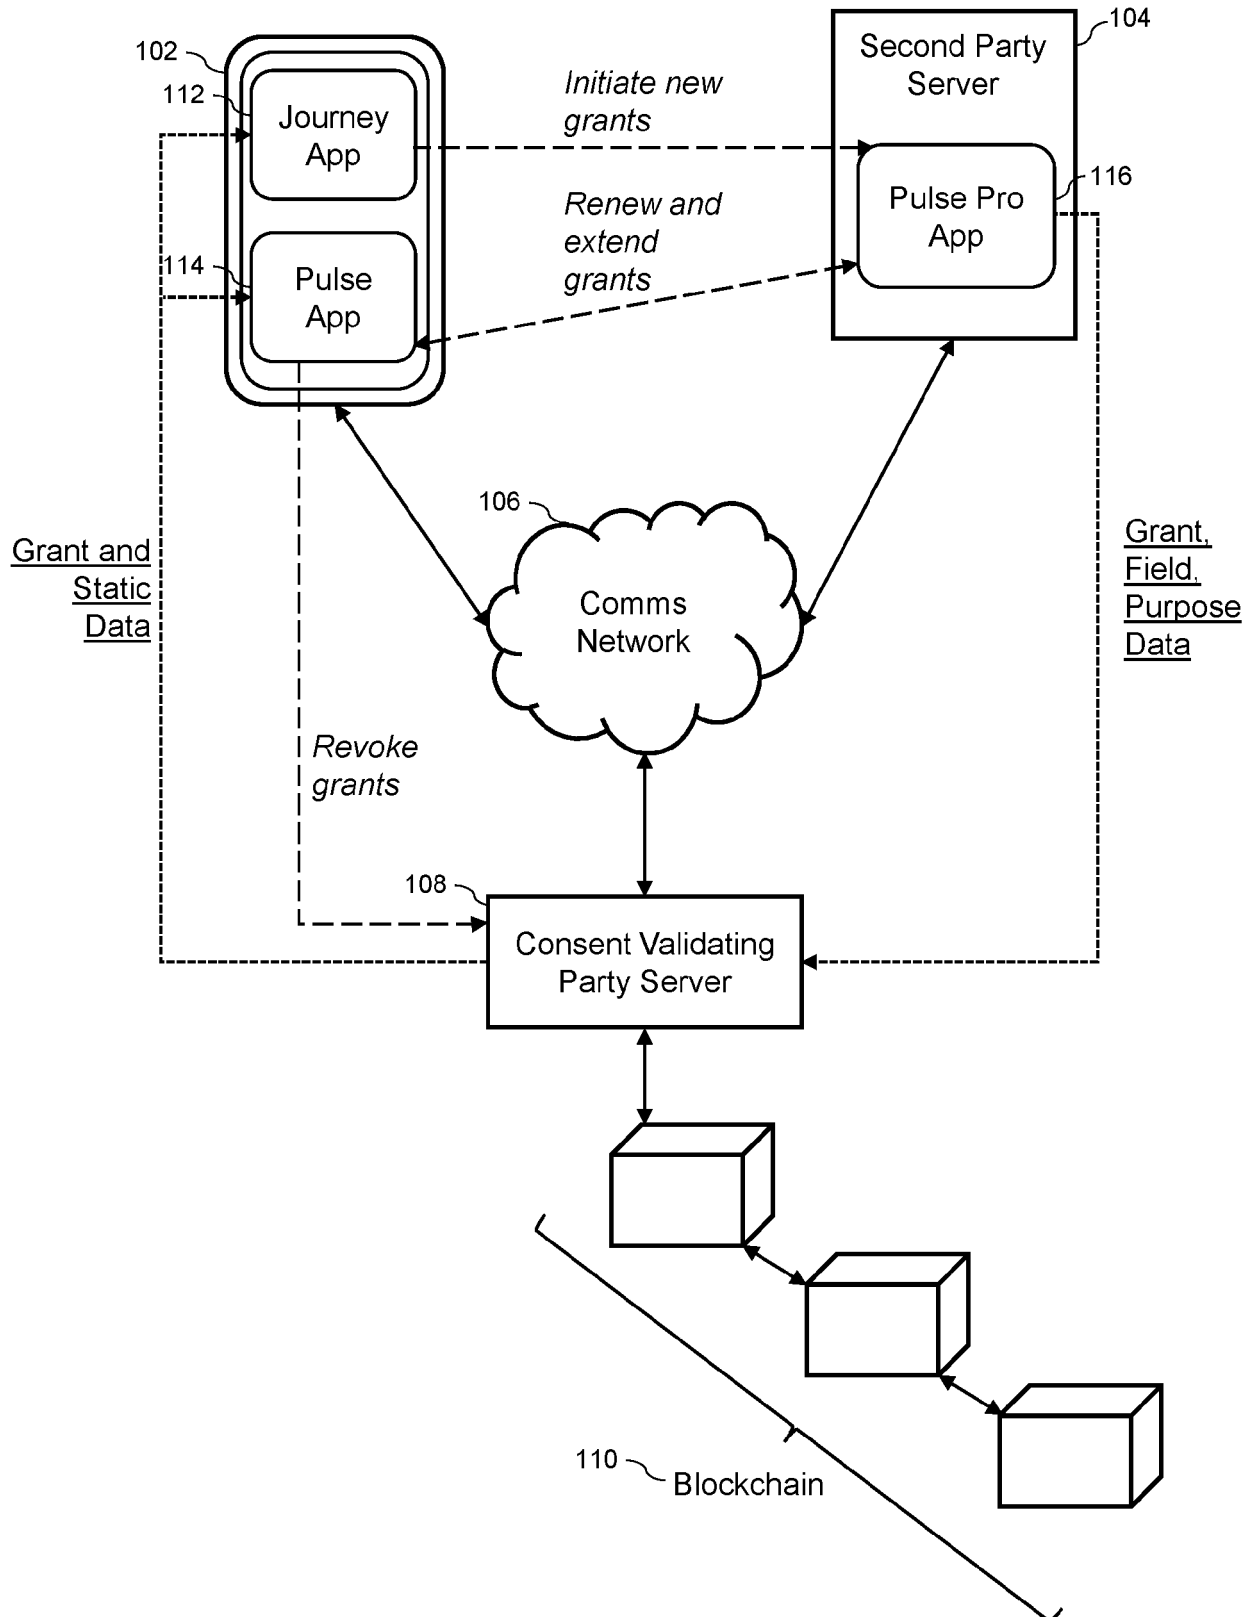 102
112
Journey
App
114
Pulse
App
Initiate new
grants
Renew and
extend
grants
104
Second Party
Server
116
Pulse Pro
App
106
Comms
Network
Grant and
Static
Data
Grant,
Field,
Purpose
Data
Revoke
grants
108
Consent Validating
Party Server
110
Blockchain